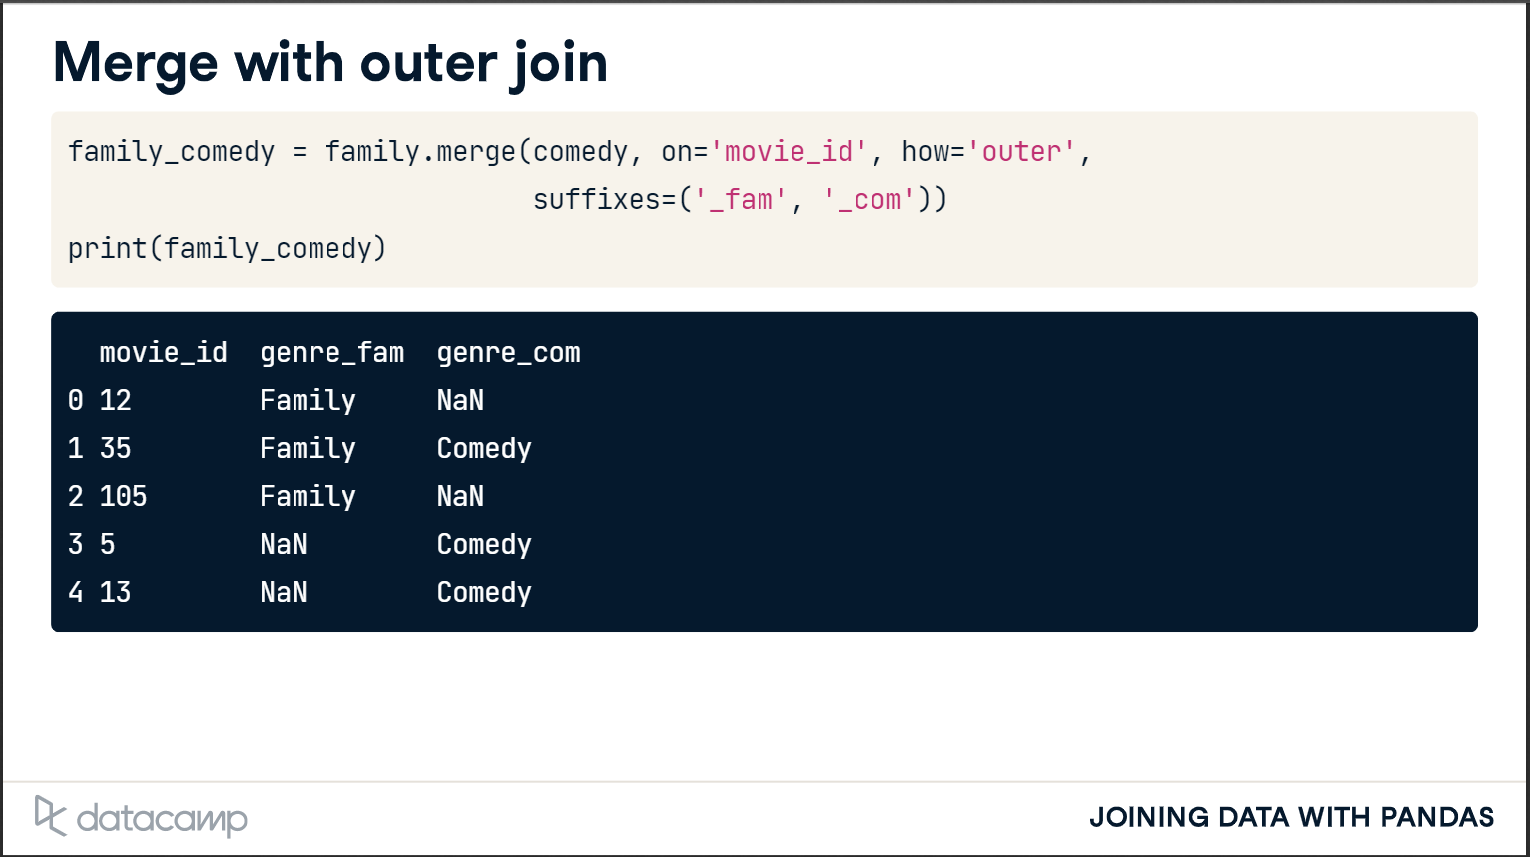 Merge with outer join
family_comedy = family.merge(comedy, on='movie_id', how='outer',
suffixes=('_fam', '_com'))
print(family_comedy)
movie_id genre_fam genre_com
0 12 Family NaN
1 35 Family Comedy
2 105 Family NaN
3 5 NaN Comedy
4 13 NaN Comedy
datacamp
JOINING DATA WITH PANDAS